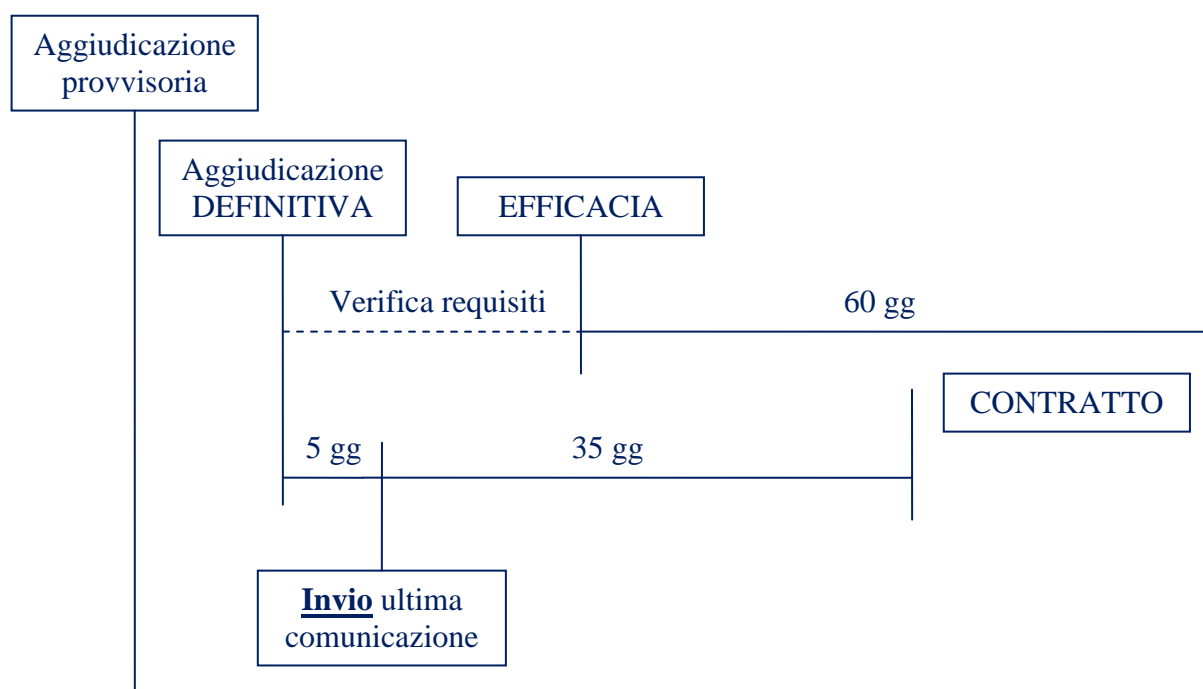 Aggiudicazione
provvisoria
Aggiudicazione
DEFINITIVA
EFFICACIA
Verifica requisiti
60 gg
CONTRATTO
5 gg
35 gg
Invio ultima
comunicazione